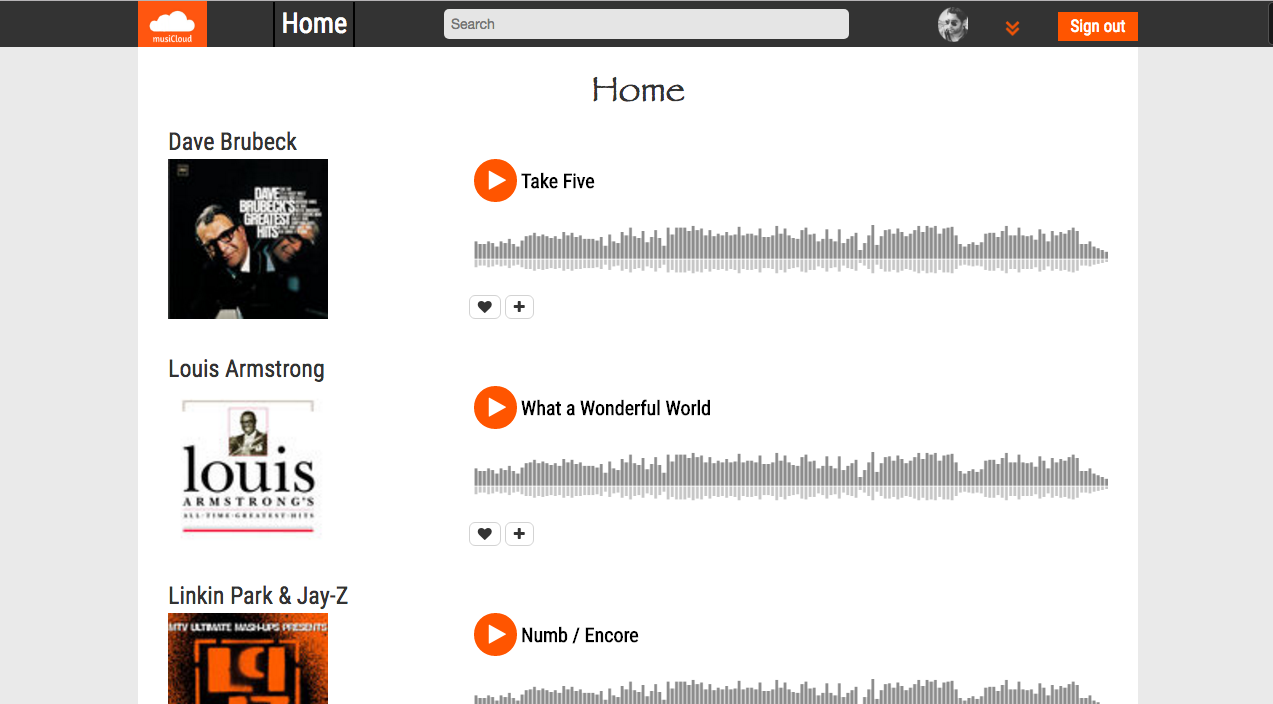 musiCloud
Home
Search
Sign out
Home
Dave Brubeck
DAVE
BRUBECK'S
GREATEST
HITS
Take Five
Louis Armstrong
louis
ARMSTRONG'S
ALL·TIME·GREATEST·HITS
What a Wonderful World
Linkin Park & Jay-Z
MTV ULTIMATE MASH-UPS PRESENTS
Numb / Encore